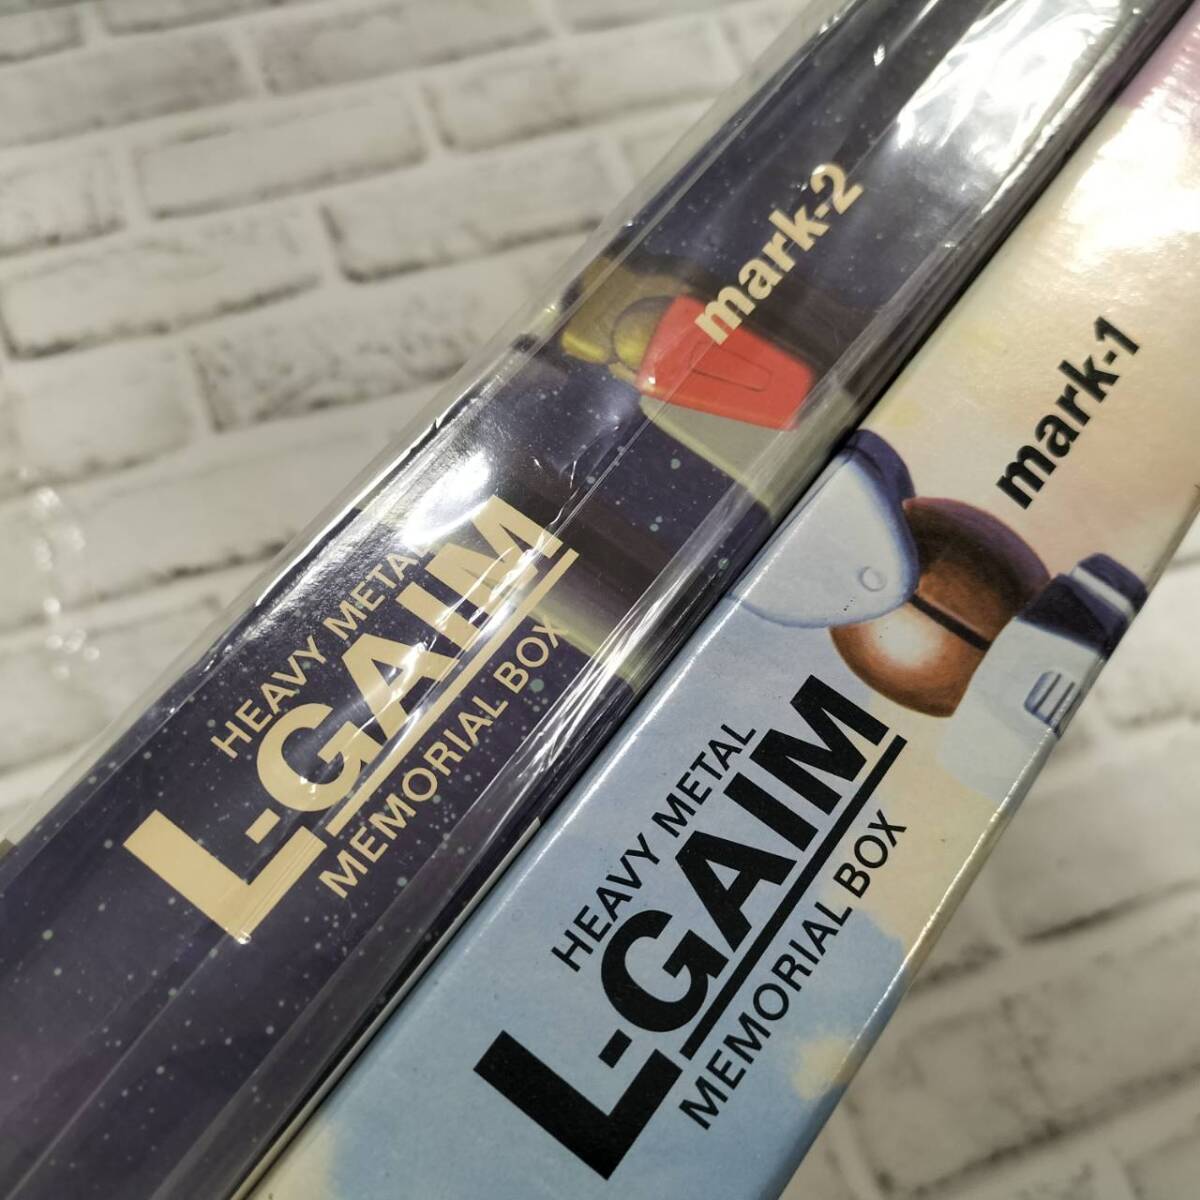 HEAVY METAL
L-GAIM
MEMORIAL BOX
mark-2
HEAVY METAL
L-GAIM
MEMORIAL BOX
mark-1